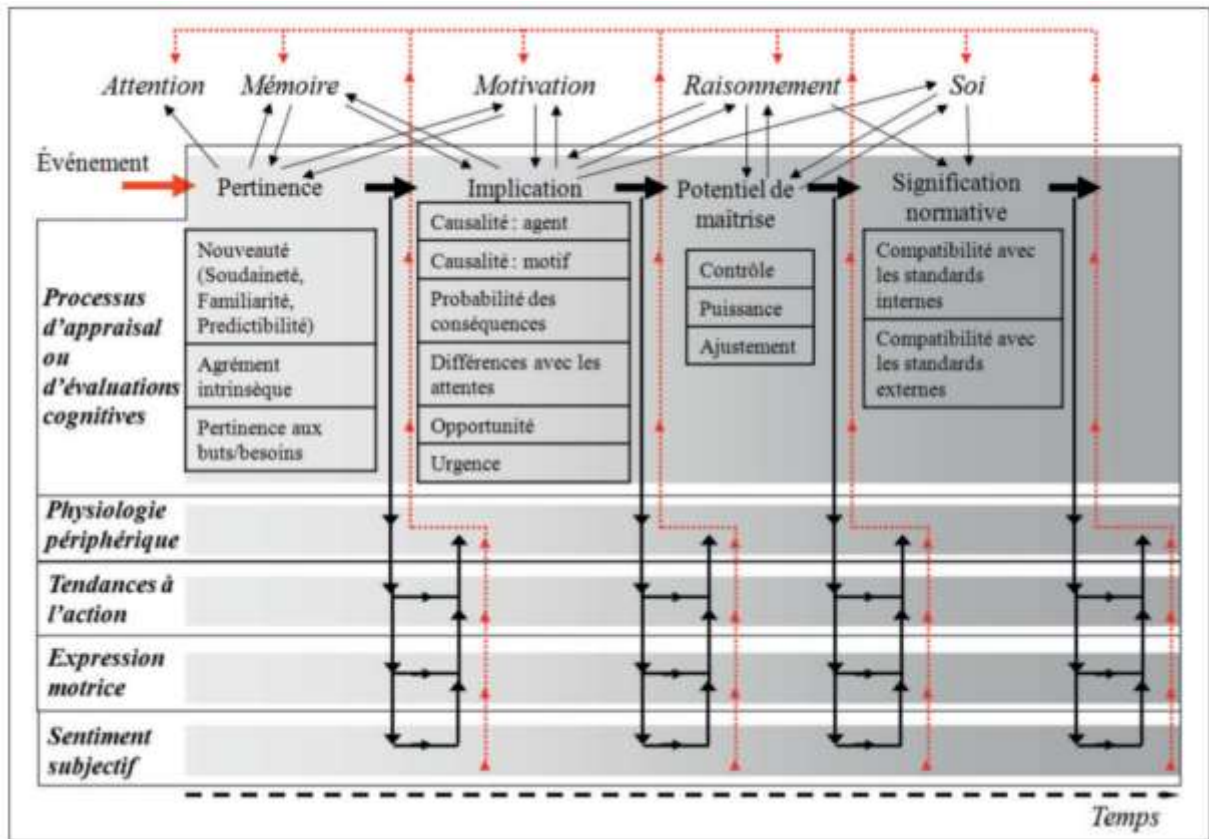 Attention
Mémoire
Motivation
Raisonnement
Soi
Événement
Pertinence
Implication
Potentiel de
maîtrise
Signification
normative
Processus
d’appraisal
ou
d’évaluations
cognitives
Nouveauté
(Soudaineté,
Familiarité,
Predictibilité)
Agrément
intrinsèque
Pertinence aux
buts/besoins
Causalité : agent
Causalité : motif
Probabilité des
conséquences
Différences avec les
attentes
Opportunité
Urgence
Contrôle
Puissance
Ajustement
Compatibilité avec
les standards
internes
Compatibilité avec
les standards
externes
Physiologie
périphérique
Tendances à
l’action
Expression
motrice
Sentiment
subjectif
Temps